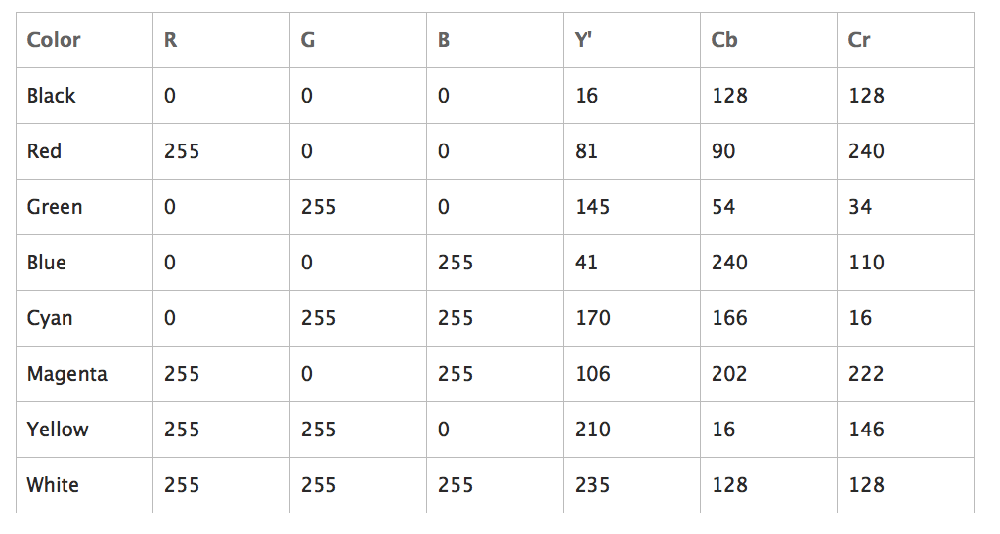 Color R G B Y' Cb Cr
Black 0 0 0 16 128 128
Red 255 0 0 81 90 240
Green 0 255 0 145 54 34
Blue 0 0 255 41 240 110
Cyan 0 255 255 170 166 16
Magenta 255 0 255 106 202 222
Yellow 255 255 0 210 16 146
White 255 255 255 235 128 128